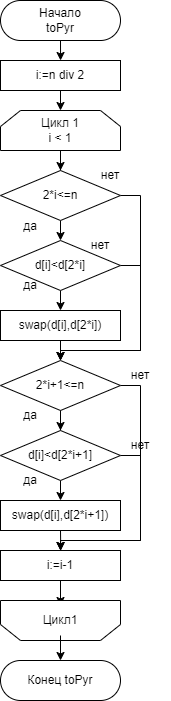 Начало
toPyr
i:=n div 2
Цикл 1
i < 1
нет
2*i<=n
да
нет
d[i]<d[2*i]
да
swap(d[i],d[2*i])
нет
2*i+1<=n
да
нет
d[i]<d[2*i+1]
да
swap(d[i],d[2*i+1])
i:=i-1
Цикл1
Конец toPyr